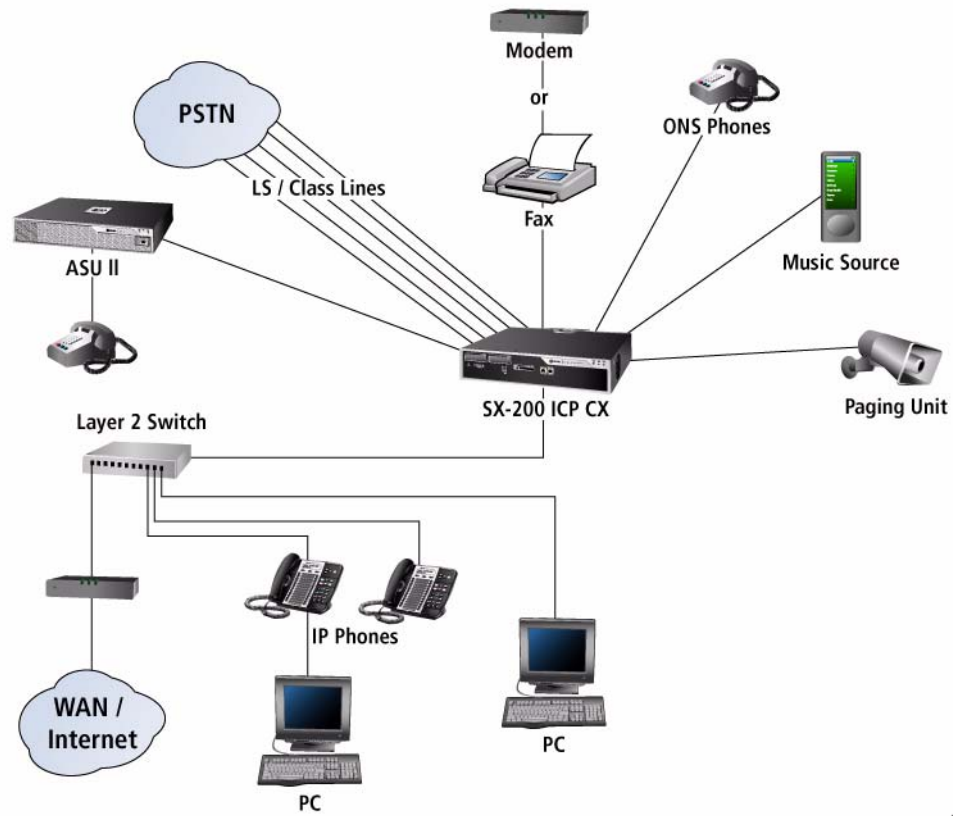 Modem
or
PSTN
ONS Phones
LS / Class Lines
Fax
ASU II
Music Source
SX-200 ICP CX
Paging Unit
Layer 2 Switch
IP Phones
WAN /
Internet
PC
PC